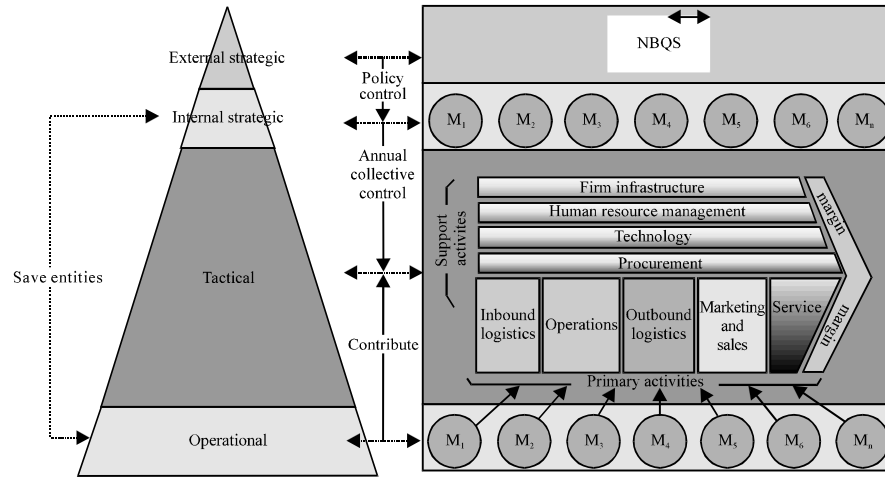 External strategic
Internal strategic
Save entities
Tactical
Operational
Policy
control
Annual
collective
control
Contribute
NBQS
M1 M2 M3 M4 M5 M6 Mn
Support
activites
Firm infrastructure
Human resource management
Technology
Procurement
margin
margin
Inbound
logistics
Operations
Outbound
logistics
Marketing
and
sales
Service
Primary activities
M1 M2 M3 M4 M5 M6 Mn